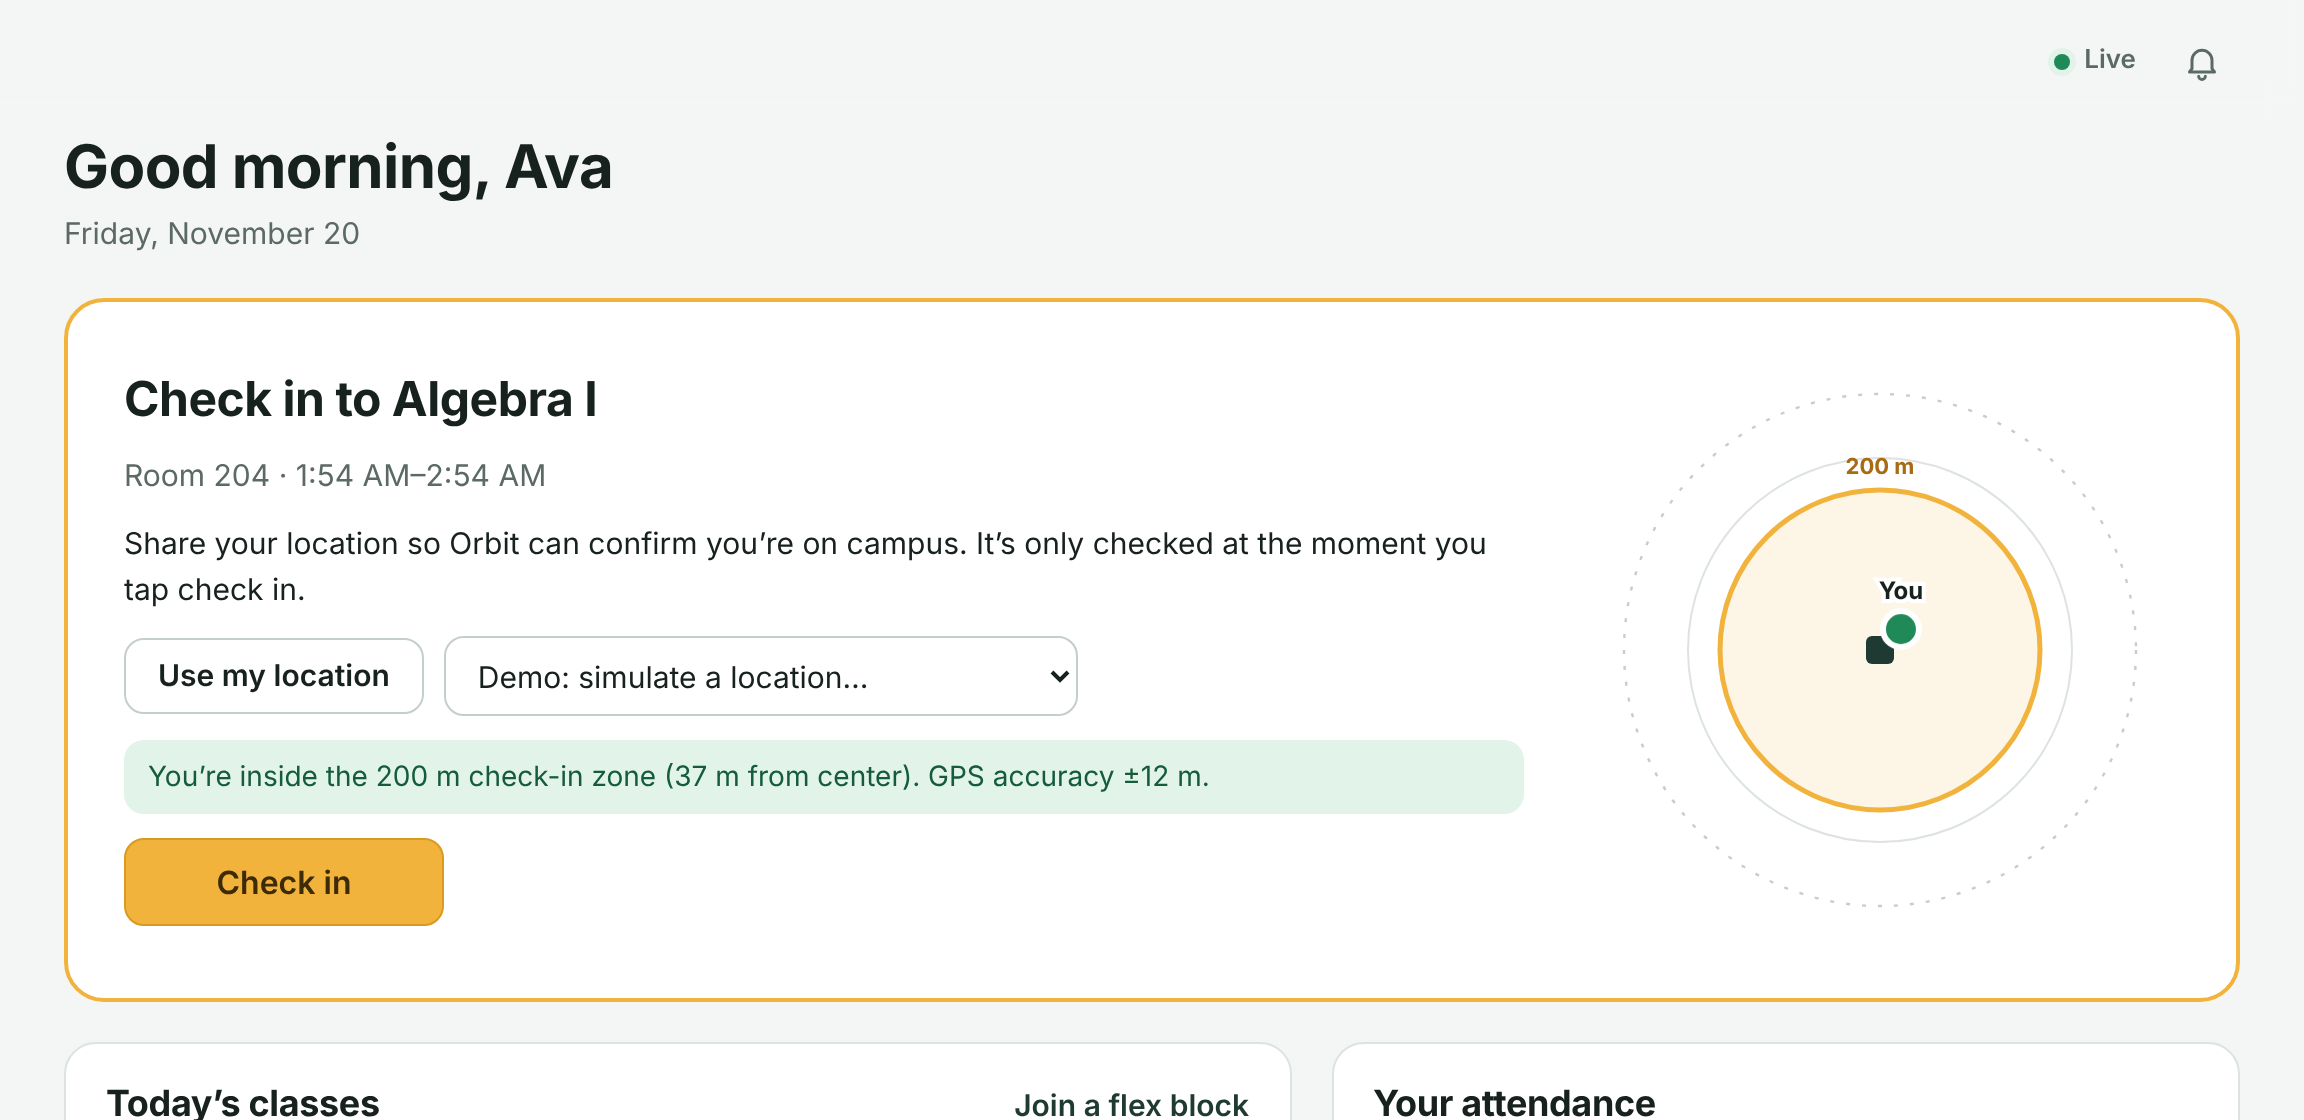 Live
Good morning, Ava
Friday, November 20
Check in to Algebra I
Room 204 · 1:54 AM–2:54 AM
Share your location so Orbit can confirm you’re on campus. It’s only checked at the moment you
tap check in.
Use my location
Demo: simulate a location...
You’re inside the 200 m check-in zone (37 m from center). GPS accuracy ±12 m.
Check in
200 m
You
Today’s classes
Join a flex block
Your attendance